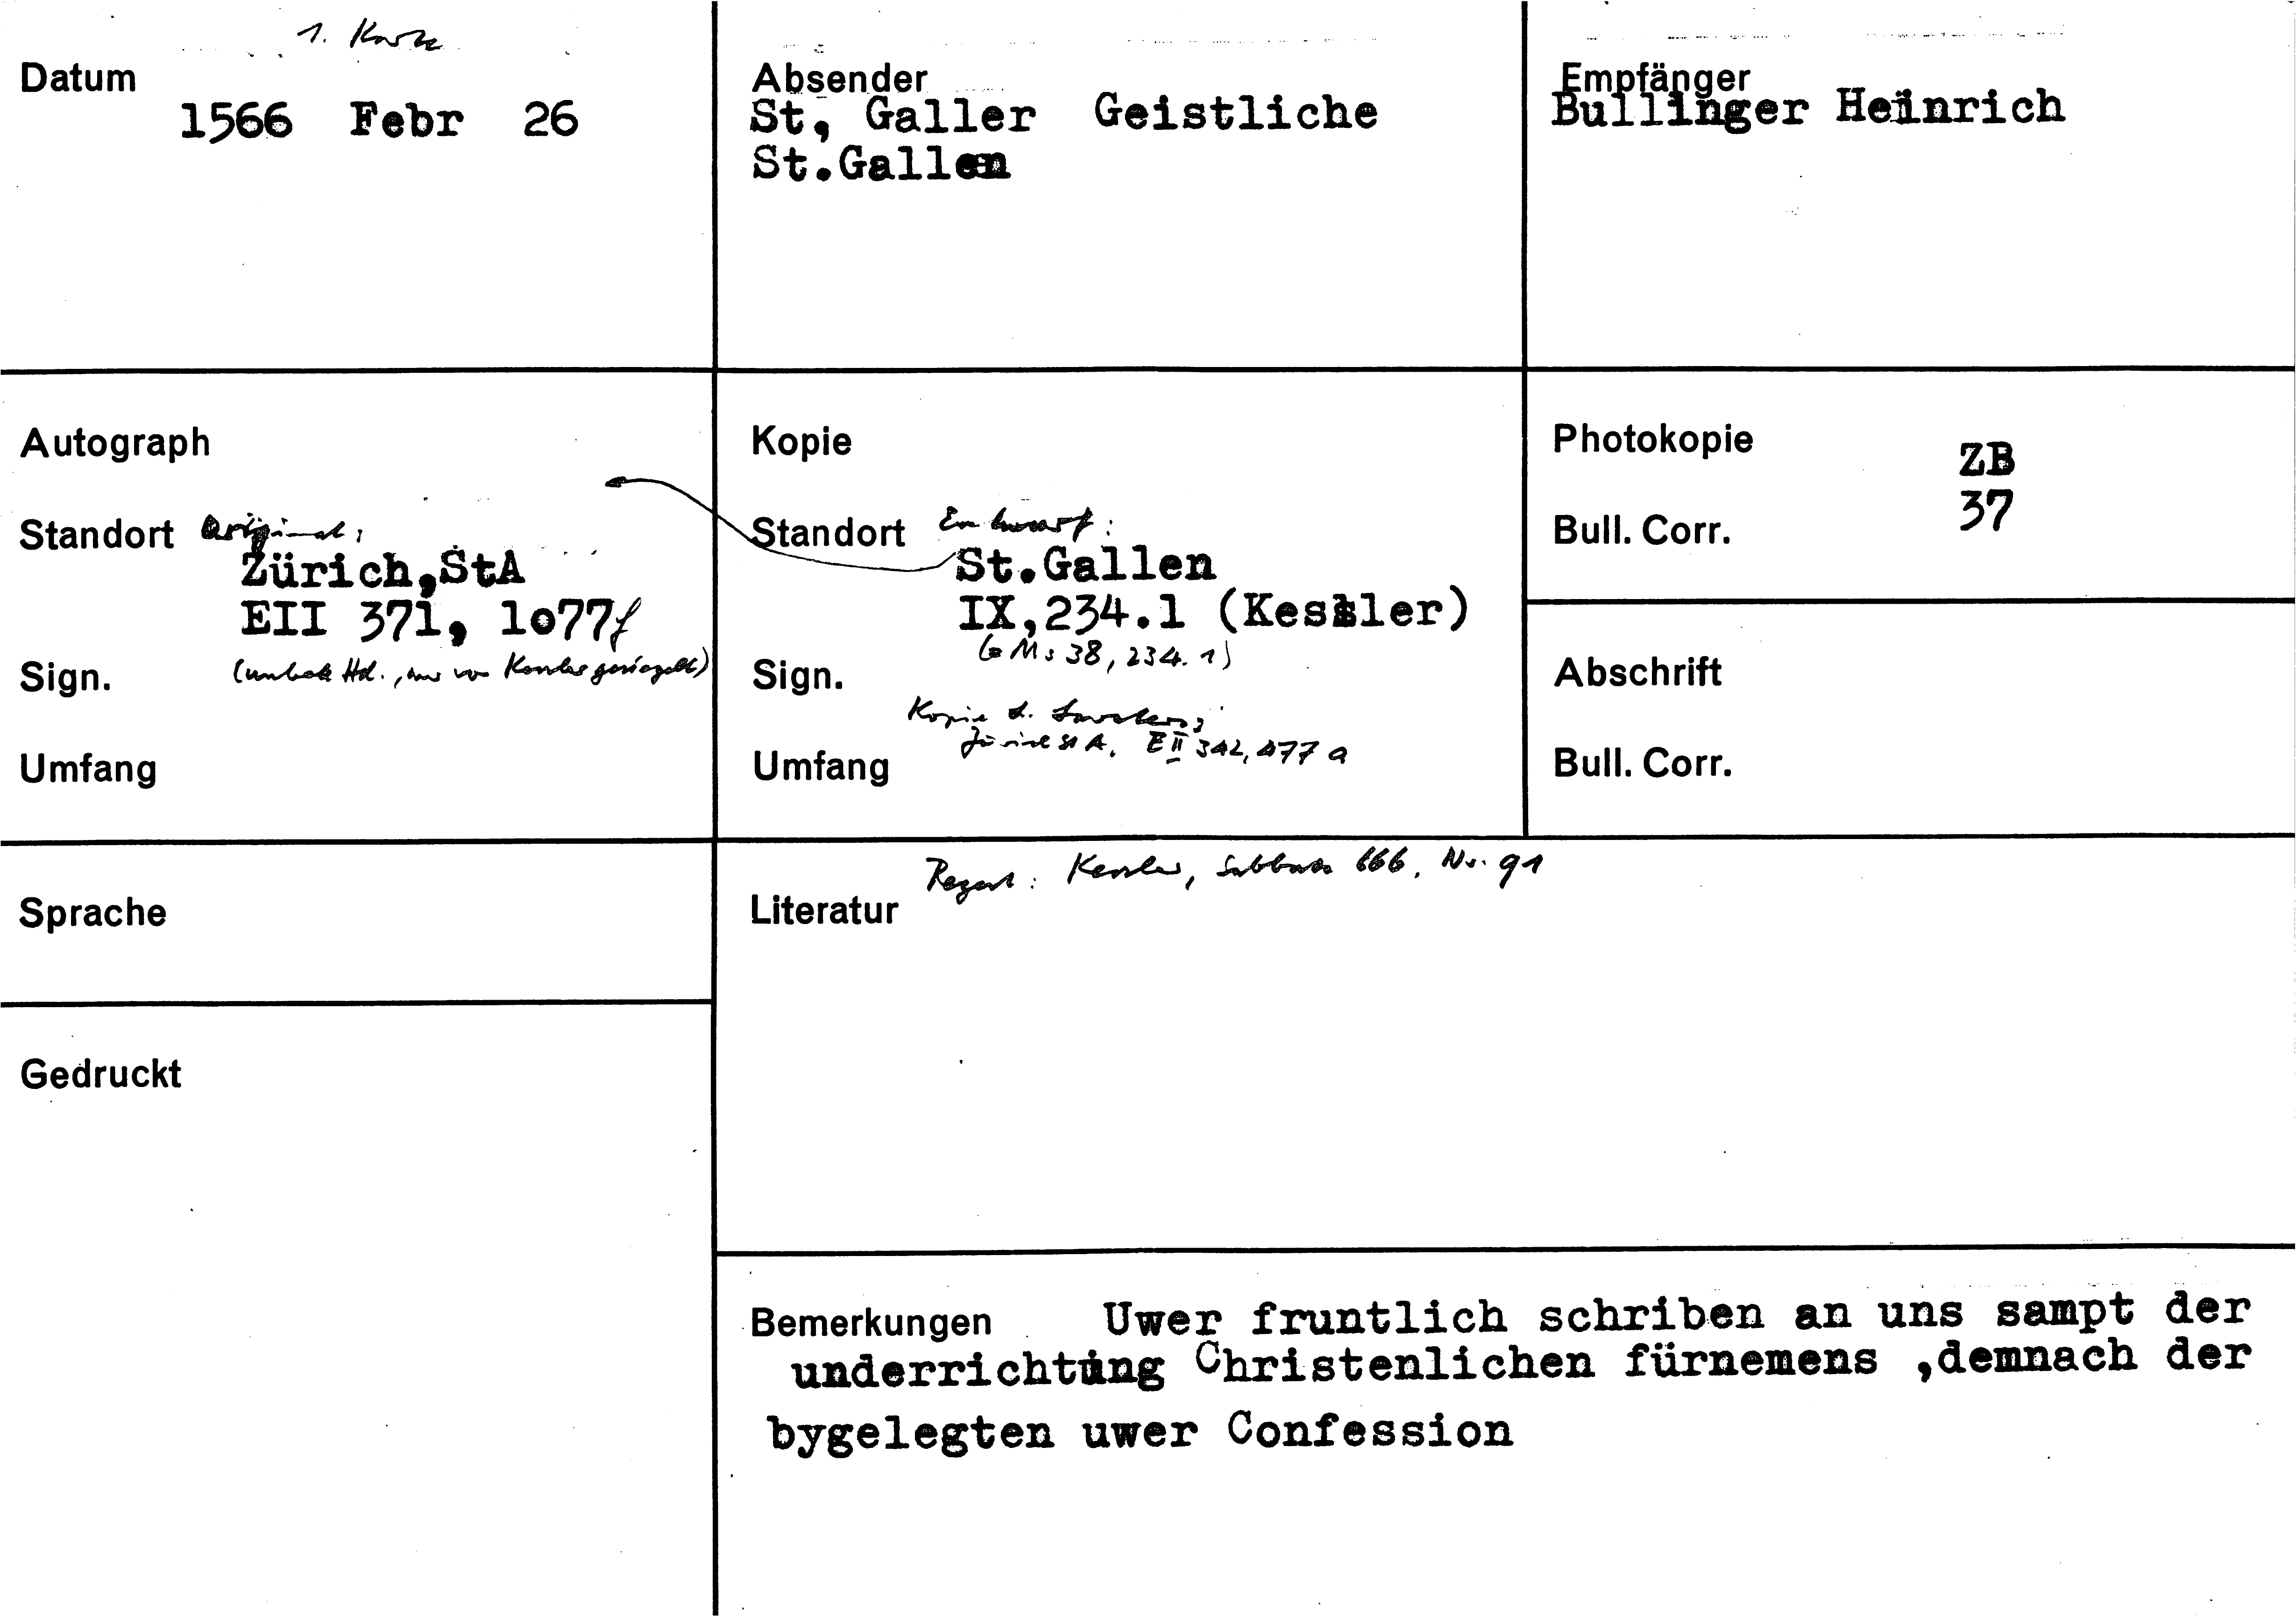 1. Karte
Datum
1566 Febr 26
Absender
St, Galler Geistliche
St.Gallen
Empfänger
Bullinger Heinrich
Autograph
Standort Original:
Zürich,StA
EII 371, 1o77f
Sign. (unbek Hd., nur von Kessler gesiegelt)
Umfang
Kopie
Standort Entwurf:
St.Gallen
IX,234.1 (Kessler)
(= Ms 38, 234.1)
Sign.
Kopie d.
Zürich StA, E II 342, 477 a
Umfang
Photokopie ZB
Bull. Corr. 37
Abschrift
Bull. Corr.
Sprache
Gedruckt
Regest: Kessler, Sabbata 666, Nr. 91
Literatur
Bemerkungen Uwer fruntlich schriben an uns sampt der
underrichtung Christenlichen fürnemens ,demnach der
bygelegten uwer Confession